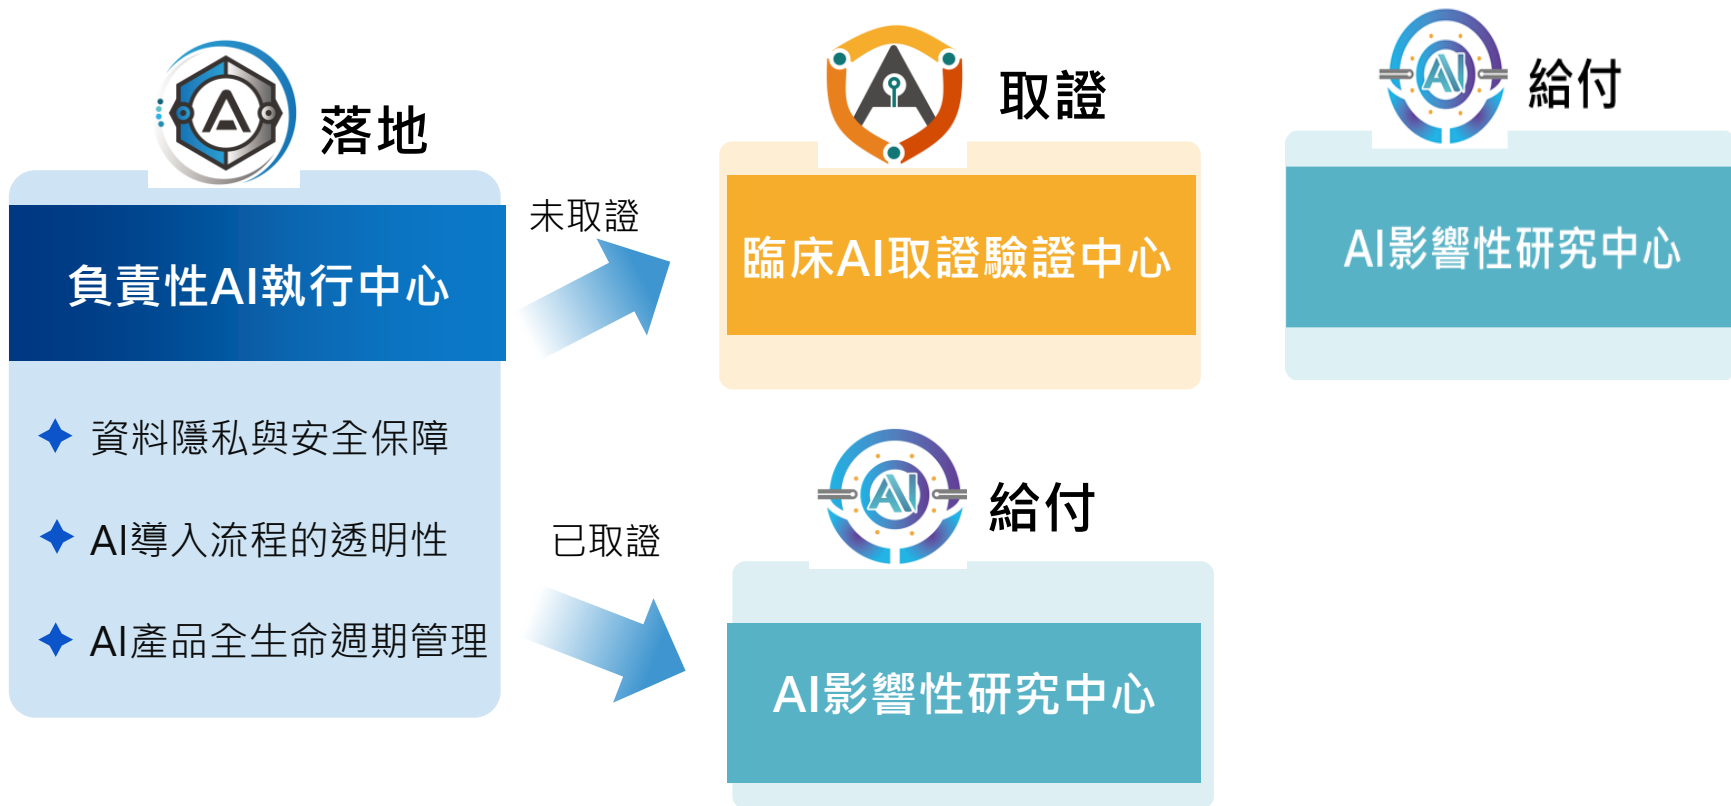 落地
負責性AI執行中心
資料隱私與安全保障
AI導入流程的透明性
AI產品全生命週期管理
未取證
取證
臨床AI取證驗證中心
給付
AI影響性研究中心
已取證
給付
AI影響性研究中心